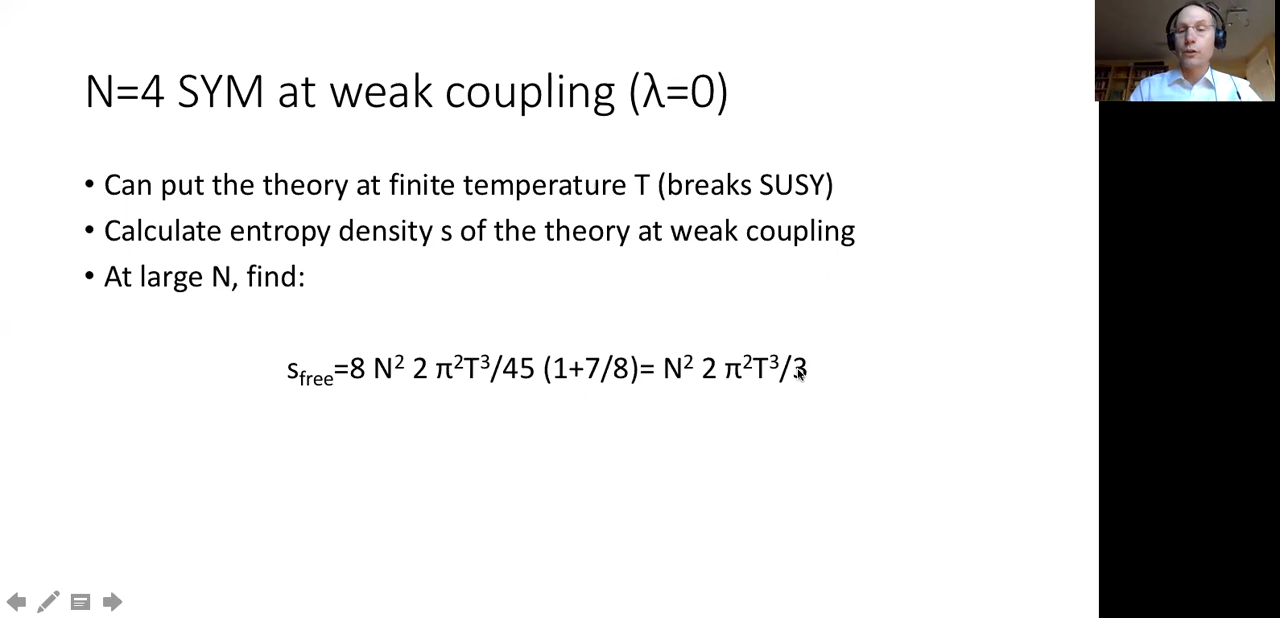 N=4 SYM at weak coupling (λ=0)
• Can put the theory at finite temperature T (breaks SUSY)
• Calculate entropy density s of the theory at weak coupling
• At large N, find:
s_free=8 N² 2 π²T³/45 (1+7/8)= N² 2 π²T³/3